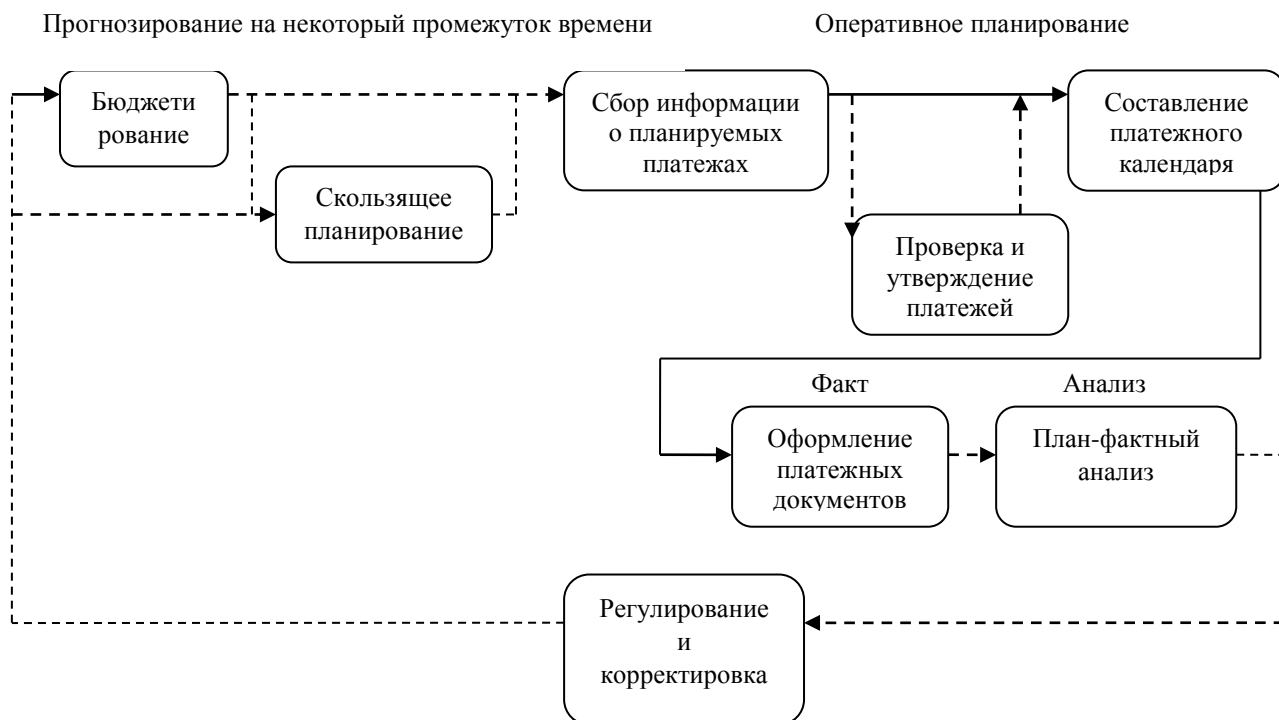 Прогнозирование на некоторый промежуток времени
Оперативное планирование
Бюджети
рование
Скользящее
планирование
Сбор информации
о планируемых
платежах
Проверка и
утверждение
платежей
Составление
платежного
календаря
Факт
Анализ
Оформление
платежных
документов
План-фактный
анализ
Регулирование
и
корректировка